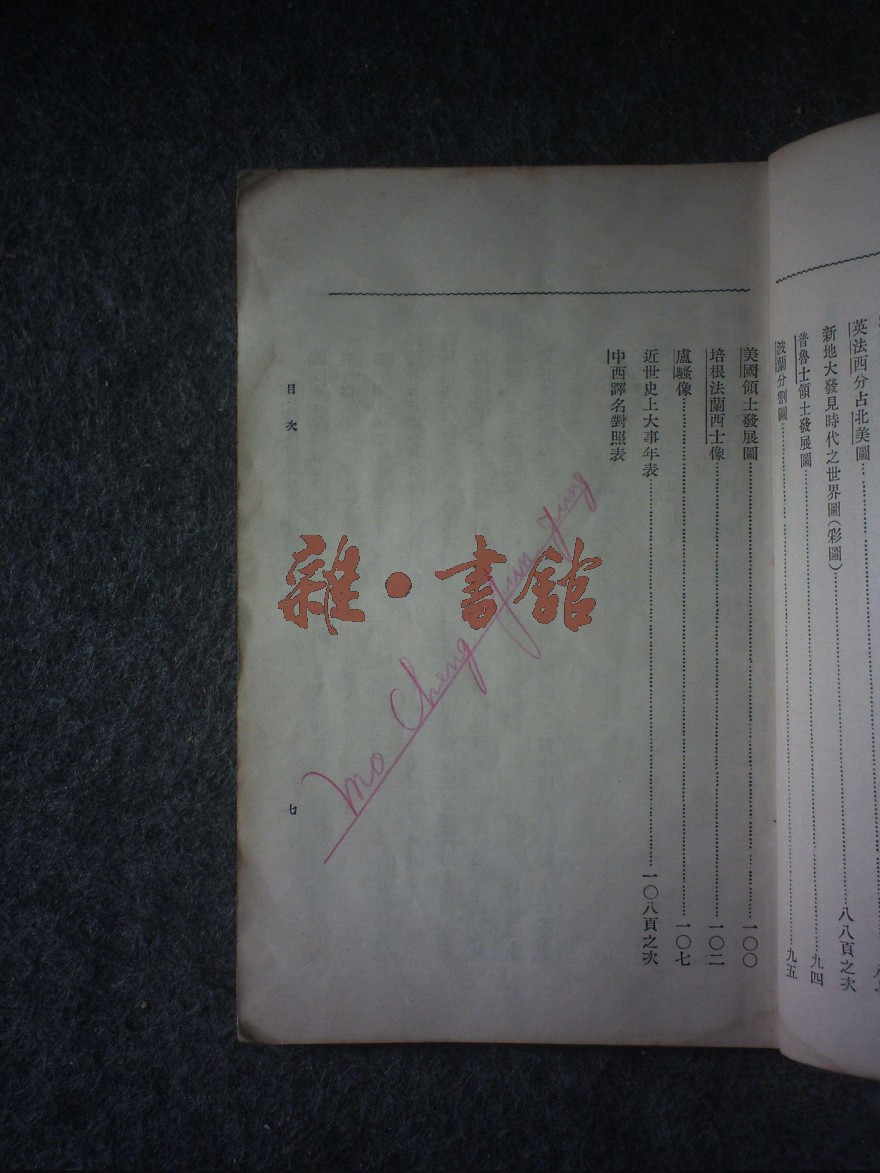 英法西分占北美圖
新地大發見時代之世界圖(彩圖)……八八頁之次
普魯士領土發展圖……九四
波蘭分割圖……九五
美國領土發展圖……一〇〇
培根法蘭西士像……一〇二
盧騷像……一〇七
近世史上大事年表……一〇八頁之次
中西譯名對照表
目次
七
Mo Cheng
雜·書館